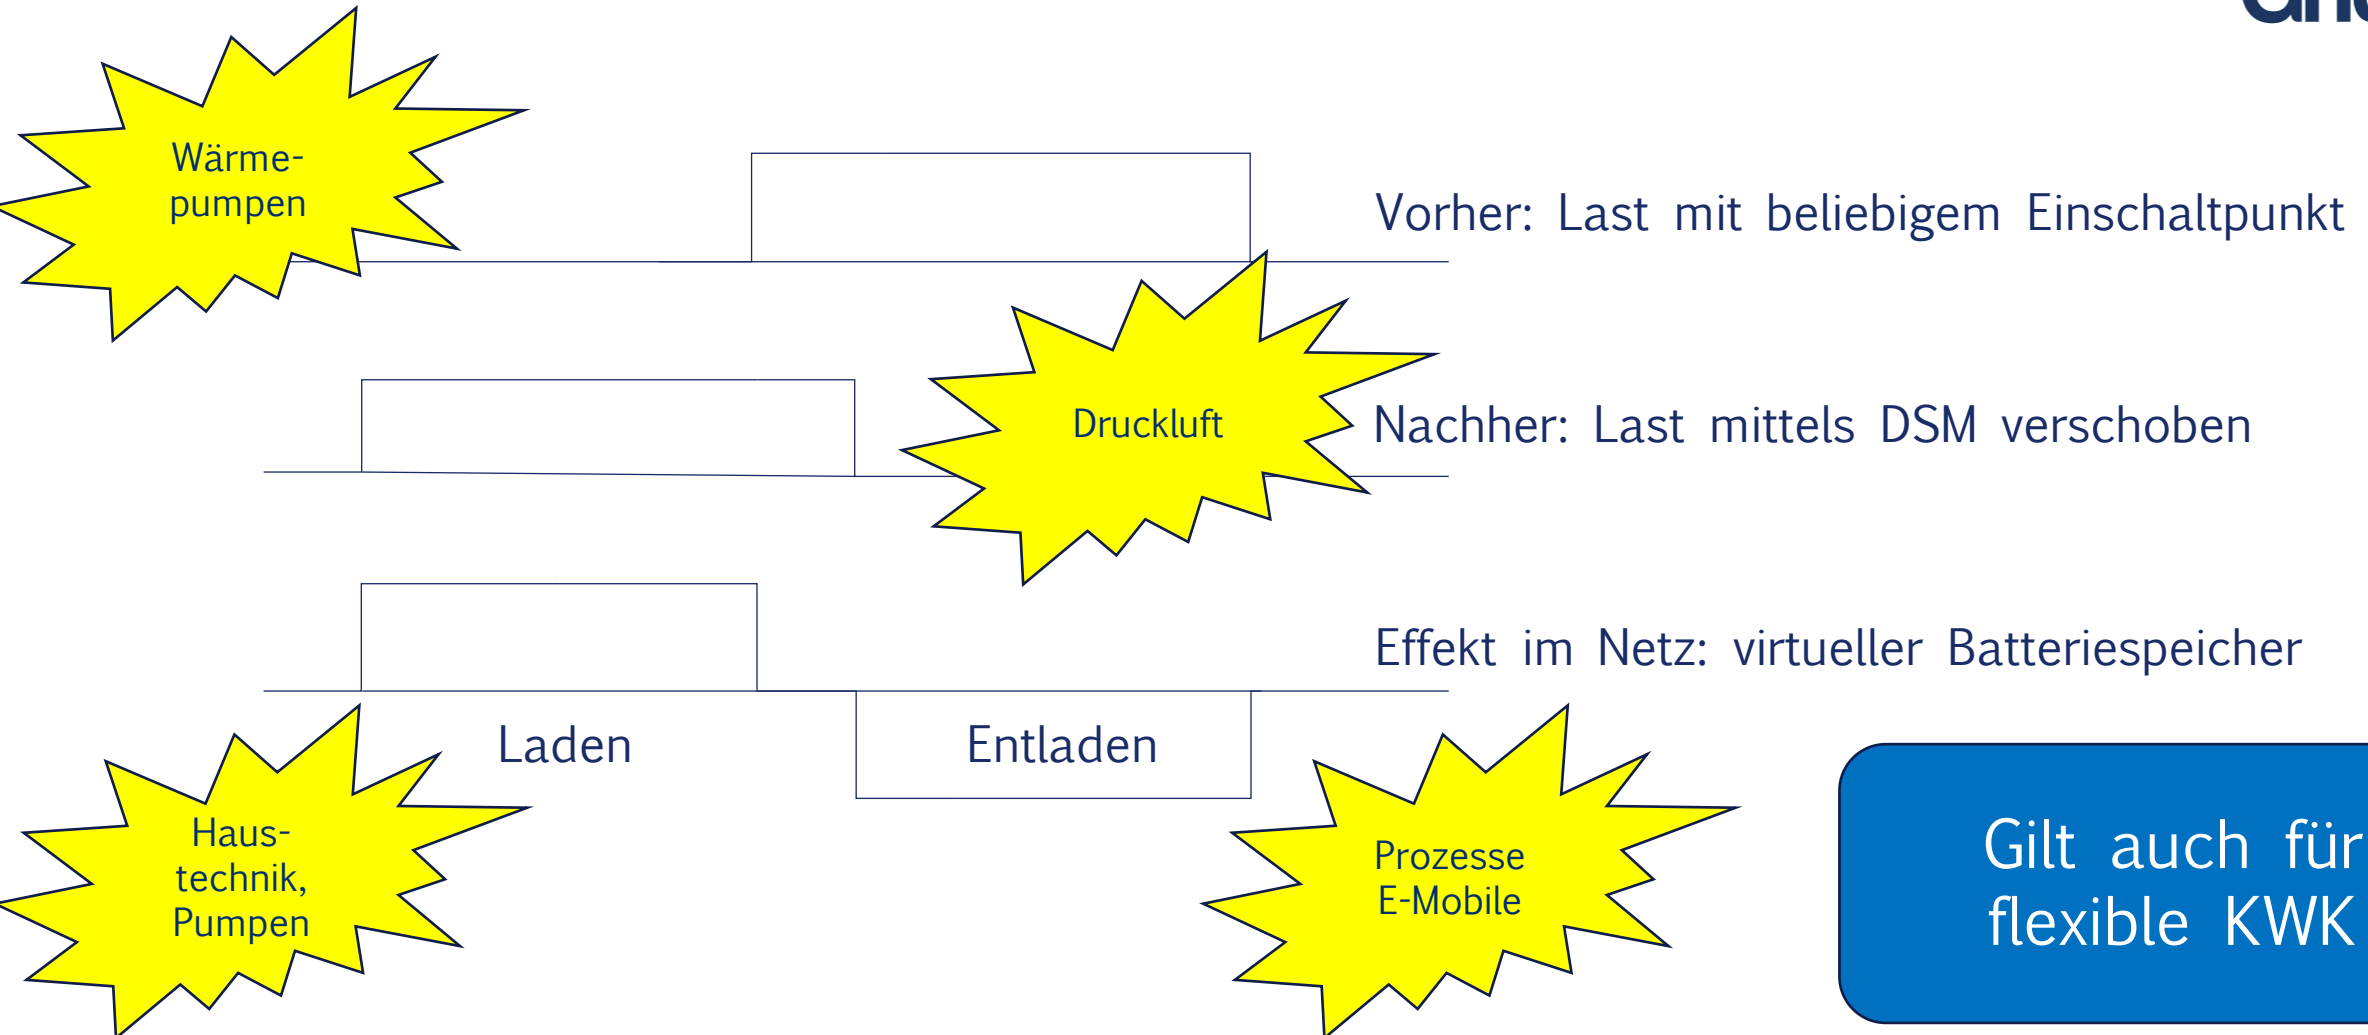 Wärme-
pumpen
Vorher: Last mit beliebigem Einschaltpunkt
Druckluft
Nachher: Last mittels DSM verschoben
Effekt im Netz: virtueller Batteriespeicher
Laden
Entladen
Haus-
technik,
Pumpen
Prozesse
E-Mobile
Gilt auch für
flexible KWK